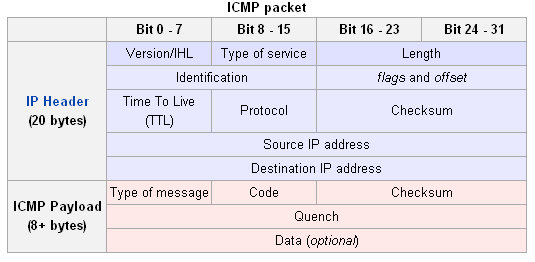 ICMP packet
Bit 0 - 7 Bit 8 - 15 Bit 16 - 23 Bit 24 - 31
IP Header
(20 bytes)
Version/IHL Type of service Length
Identification flags and offset
Time To Live
(TTL)
Protocol Checksum
Source IP address
Destination IP address
ICMP Payload
(8+ bytes)
Type of message Code Checksum
Quench
Data (optional)